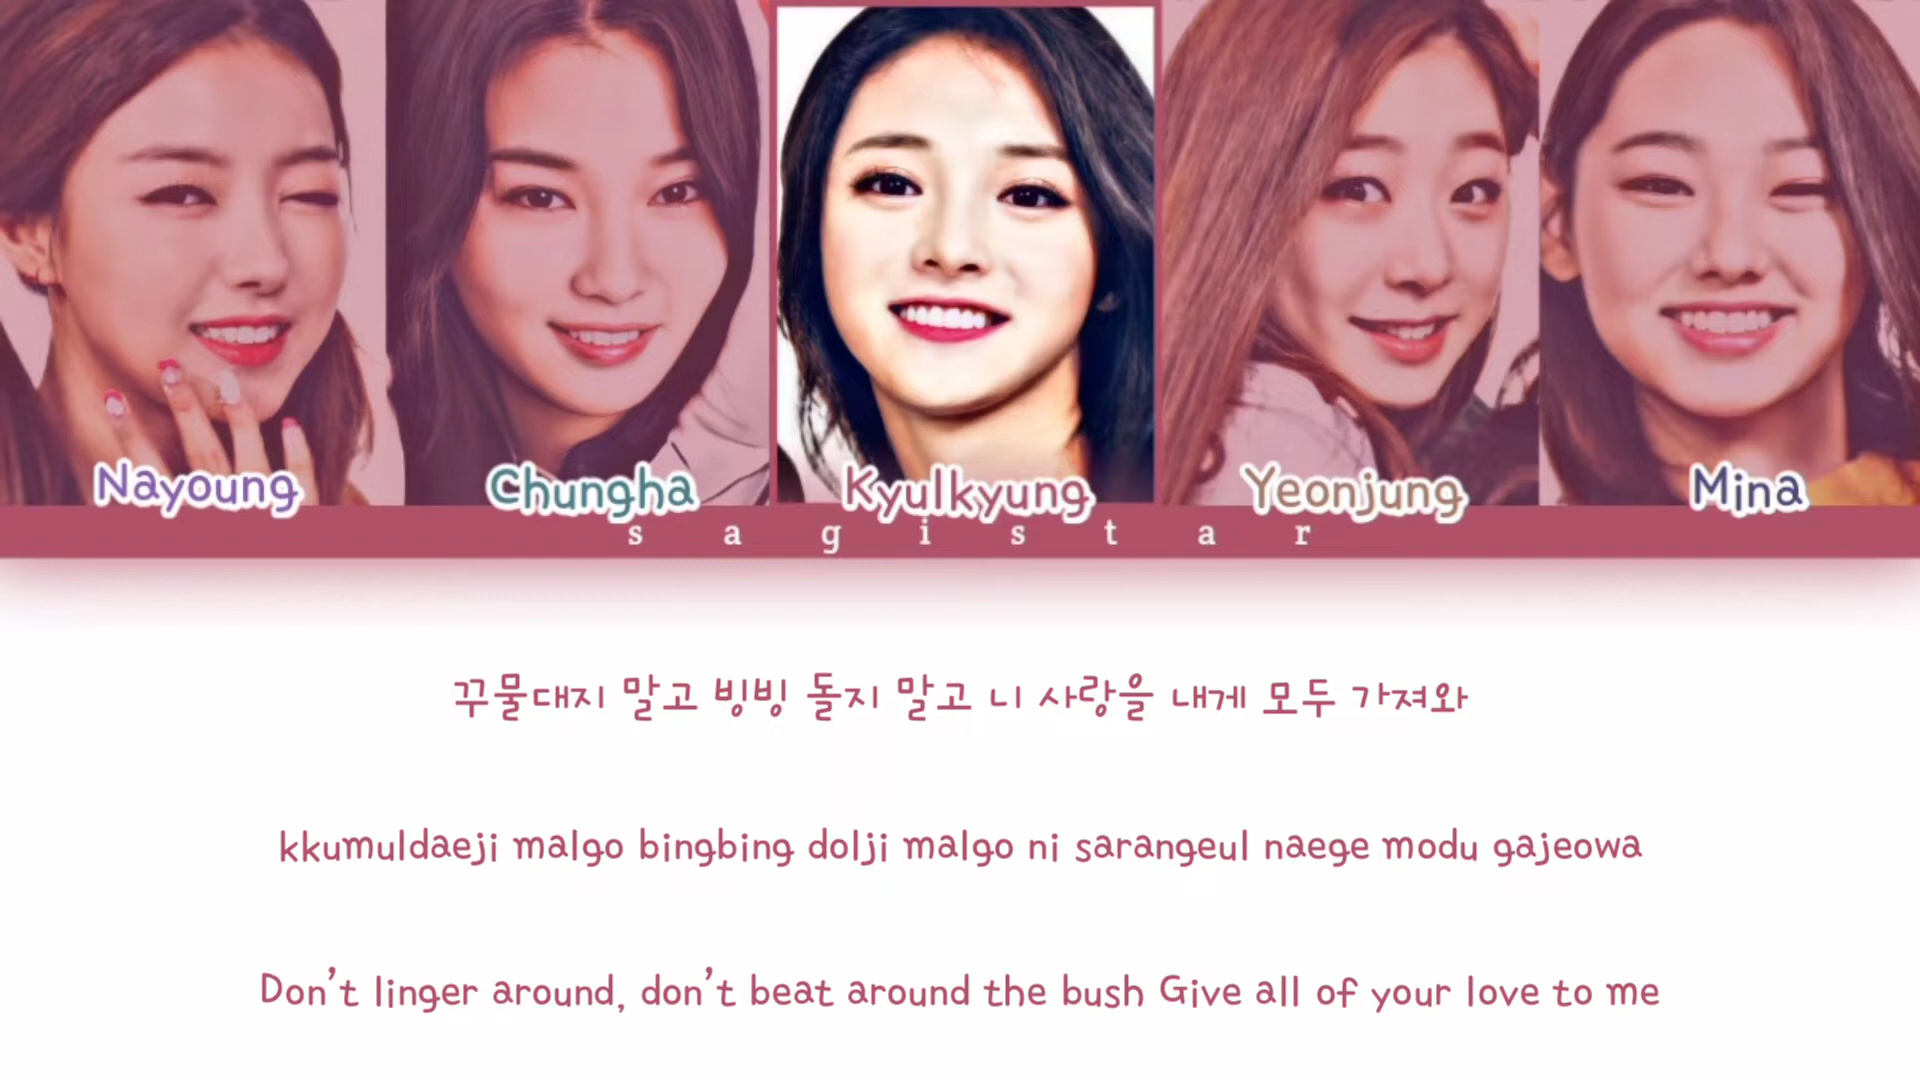 Nayoung Chungha Kyulkyung Yeonjung Mina
s a g i s t a r
꾸물대지 말고 빙빙 돌지 말고 니 사랑을 내게 모두 가져와
kkumuldaeji malgo bingbing dolji malgo ni sarangeul naege modu gajeowa
Don't linger around, don't beat around the bush Give all of your love to me